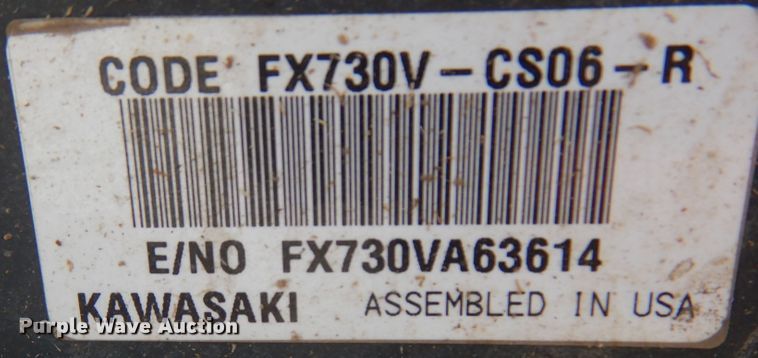 CODE FX730V-CS06-R
E/NO FX730VA63614
KAWASAKI ASSEMBLED IN USA
Purple Wave Auction